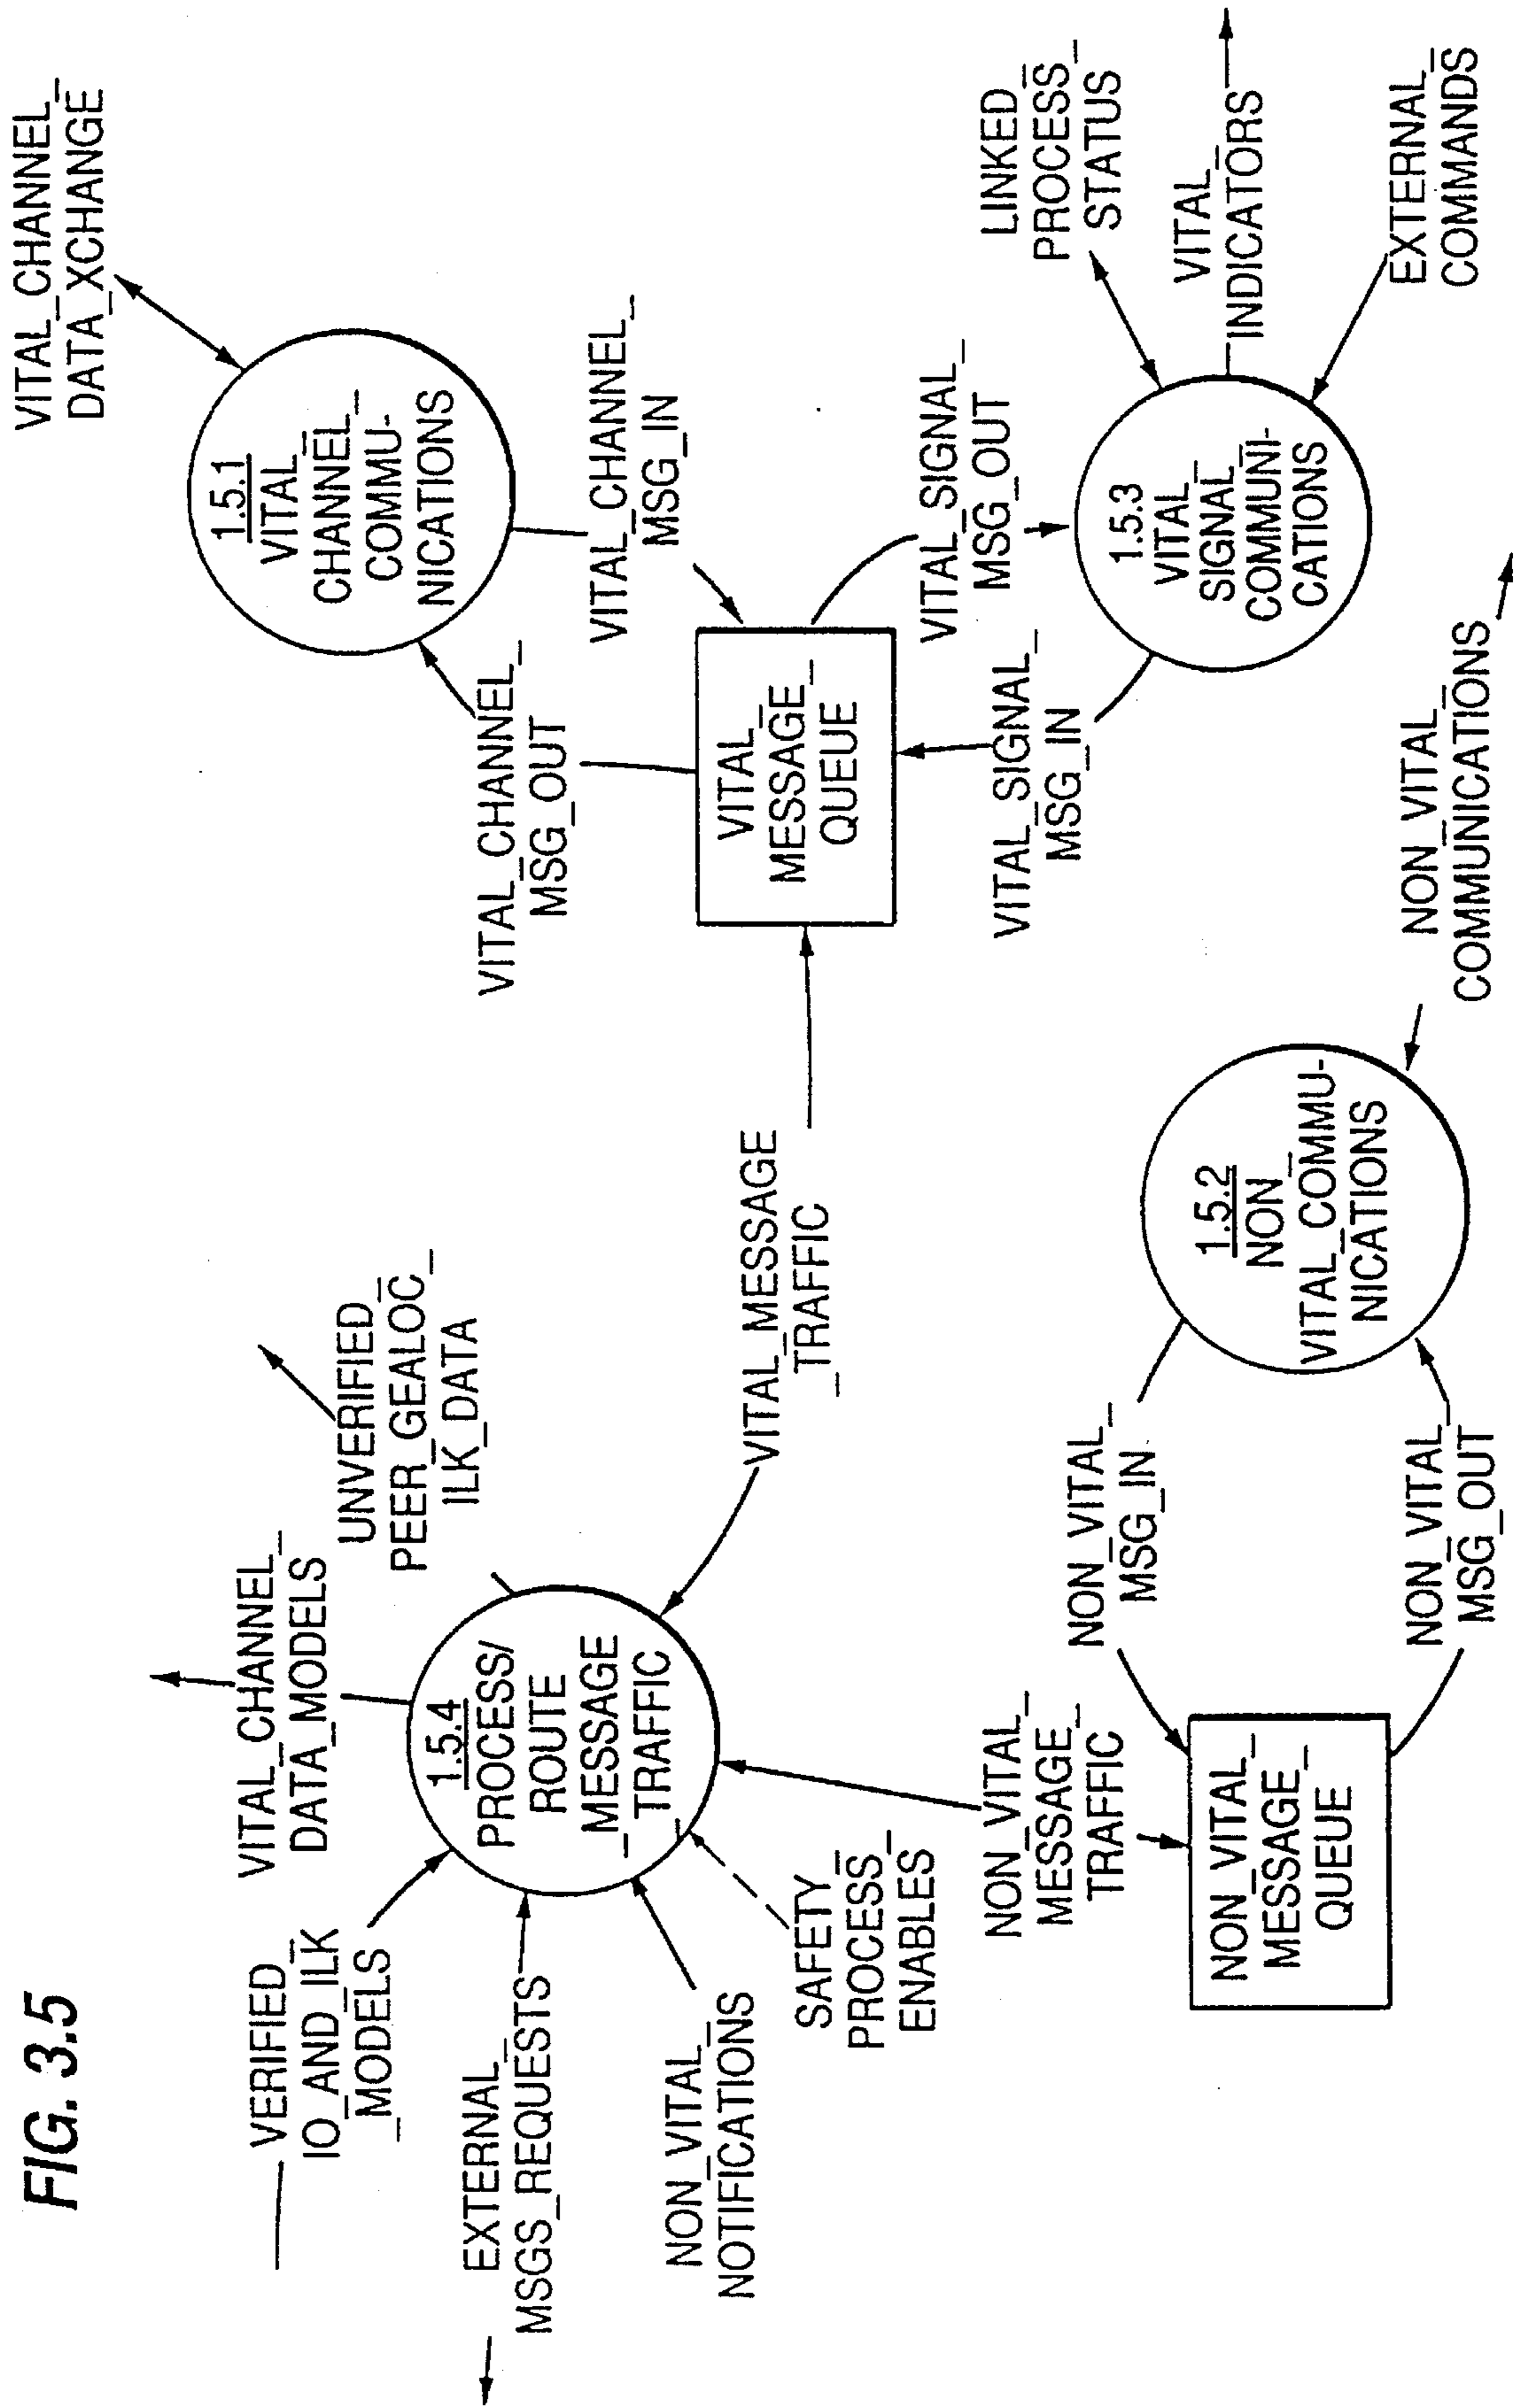 FIG. 3.5
VERIFIED_
IO_AND_ILK
_MODELS
VITAL_CHANNEL_
DATA_MODELS
UNVERIFIED_
PEER_GEALOC_
ILK_DATA
EXTERNAL_
MSGS_REQUESTS
NON_VITAL_
NOTIFICATIONS
SAFETY_
PROCESS_
ENABLES
1.5.4
PROCESS/
ROUTE
_MESSAGE_
_TRAFFIC
VITAL_MESSAGE
_TRAFFIC
NON_VITAL_
MESSAGE_
TRAFFIC
VITAL_CHANNEL_
DATA_XCHANGE
1.5.1
VITAL_
CHANNEL_
COMMU-
NICATIONS
VITAL_CHANNEL_
MSG_OUT
VITAL_CHANNEL_
MSG_IN
VITAL_
MESSAGE_
QUEUE
VITAL_SIGNAL_
MSG_IN
VITAL_SIGNAL_
MSG_OUT
1.5.3
VITAL_
SIGNAL_
COMMUNI-
CATIONS
LINKED_
PROCESS_
STATUS
VITAL_
INDICATORS
EXTERNAL_
COMMANDS
NON_VITAL_
MESSAGE_
QUEUE
NON_VITAL_
MSG_IN
NON_VITAL_
MSG_OUT
1.5.2
NON_
VITAL_COMMU-
NICATIONS
NON_VITAL_
COMMUNICATIONS